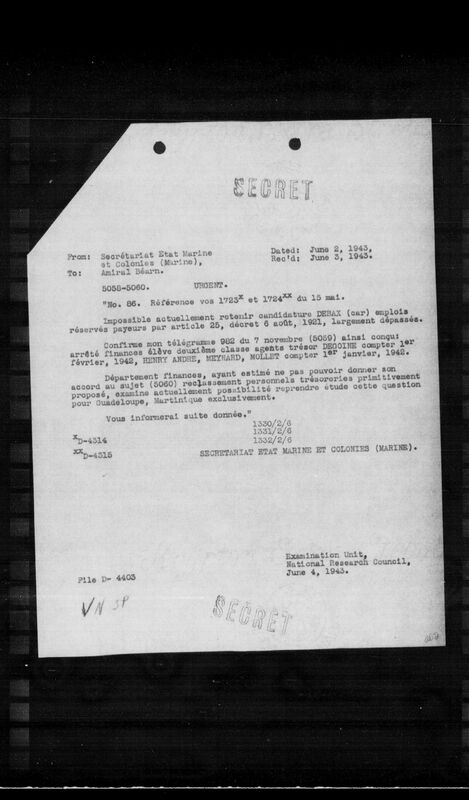 SECRET
From: Secrétariat Etat Marine
et Colonies (Marine),
To: Amiral Béarn.
Dated: June 2, 1943,
Rec'd: June 3, 1943.
5058-5060. URGENT.
"No. 86. Référence vos 1723x et 1724xx du 15 mai.
Impossible actuellement retenir candidature DEBAX (car) emplois
réservés payeurs par article 25, décret 6 août, 1921, largement dépassés.
Confirme mon télégramme 982 du 7 novembre (5059) ainsi conçu:
arrêté finances élève deuxième classe agents trésor DEGOINE compter 1er
février, 1942, HENRY ANDRE, MEYNARD, MOLLET compter 1er janvier, 1942.
Département finances, ayant estimé ne pas pouvoir donner son
accord au sujet (5060) reclassement personnels trésoreries primitivement
proposé, examine actuellement possibilité reprendre étude cette question
pour Guadeloupe, Martinique exclusivement.
Vous informerai suite donnée."
1330/2/6
1331/2/6
1332/2/6
xD-4314
xxD-4315
SECRETARIAT ETAT MARINE ET COLONIES (MARINE).
Examination Unit,
National Research Council,
June 4, 1943.
File D- 4403
SECRET